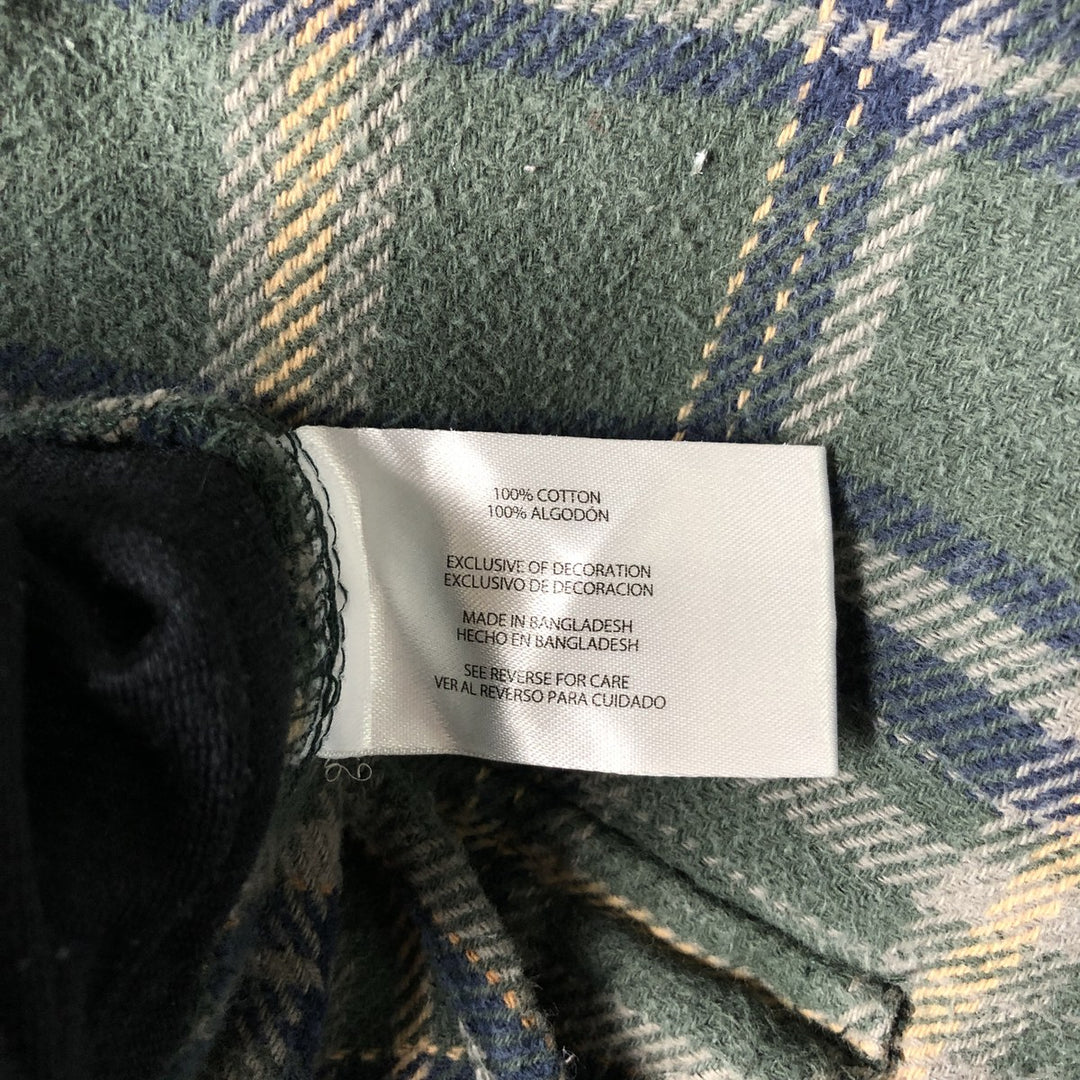 100% COTTON
100% ALGODÓN
EXCLUSIVE OF DECORATION
EXCLUSIVO DE DECORACION
MADE IN BANGLADESH
HECHO EN BANGLADESH
SEE REVERSE FOR CARE
VER AL REVERSO PARA CUIDADO